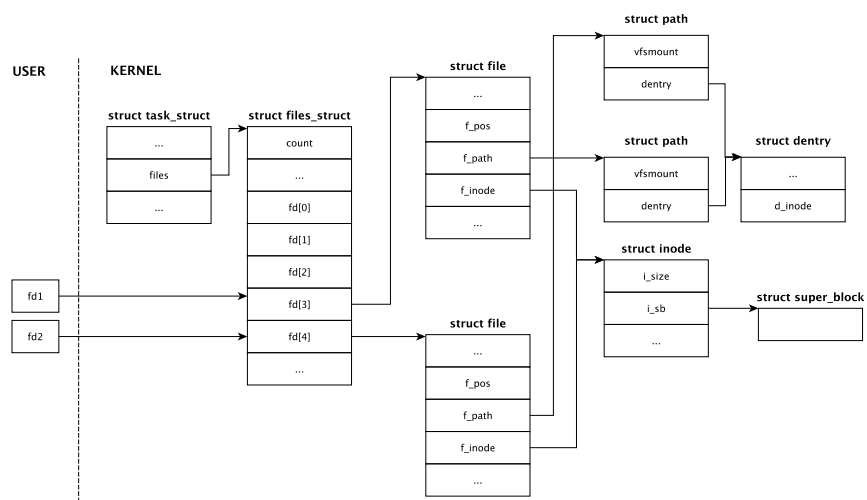 USER
KERNEL
struct task_struct
...
files
...
struct files_struct
count
...
fd[0]
fd[1]
fd[2]
fd[3]
fd[4]
...
fd1
fd2
struct file
...
f_pos
f_path
f_inode
...
struct file
...
f_pos
f_path
f_inode
...
struct path
vfsmount
dentry
struct path
vfsmount
dentry
struct dentry
...
d_inode
struct inode
i_size
i_sb
...
struct super_block